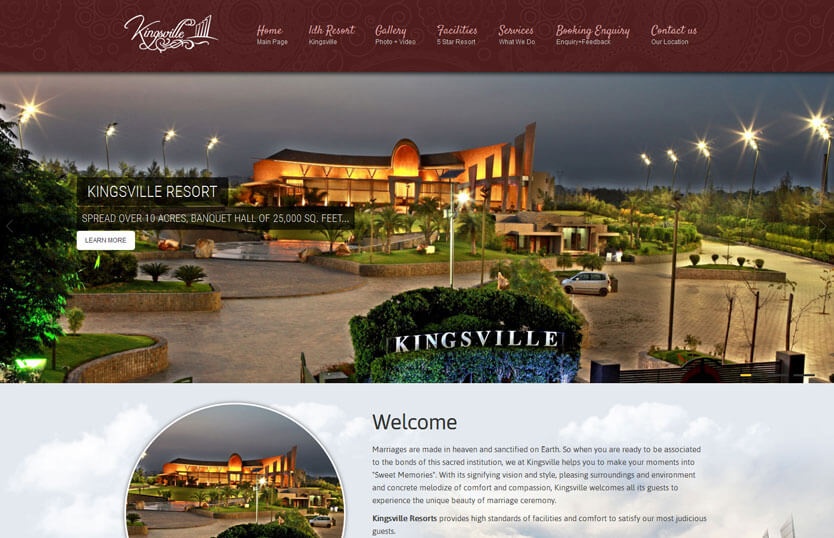 Kingsville
Home
Main Page
Idh Resort
Kingsville
Gallery
Photo + Video
Facilities
5 Star Resort
Services
What We Do
Booking Enquiry
Enquiry+Feedback
Contact us
Our Location
KINGSVILLE RESORT
SPREAD OVER 10 ACRES, BANQUET HALL OF 25,000 SQ. FEET...
LEARN MORE
KINGSVILLE
Welcome
Marriages are made in heaven and sanctified on Earth. So when you are ready to be associated
to the bonds of this sacred institution, we at Kingsville helps you to make your moments into
"Sweet Memories". With its signifying vision and style, pleasing surroundings and environment
and concrete melodize of comfort and compassion, Kingsville welcomes all its guests to
experience the unique beauty of marriage ceremony.
Kingsville Resorts provides high standards of facilities and comfort to satisfy our most judicious
guests.